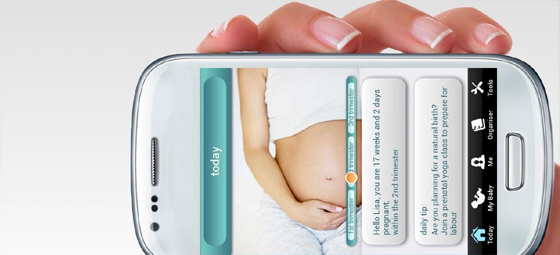 today
1st trimester
trimester
3rd trimester
Hello Lisa, you are 17 weeks and 2 days
pregnant,
within the 2nd trimester
daily tip:
Are you planning for a natural birth?
Join a prenatal yoga class to prepare for
labour
Today
My Baby
Me
Organiser
Tools